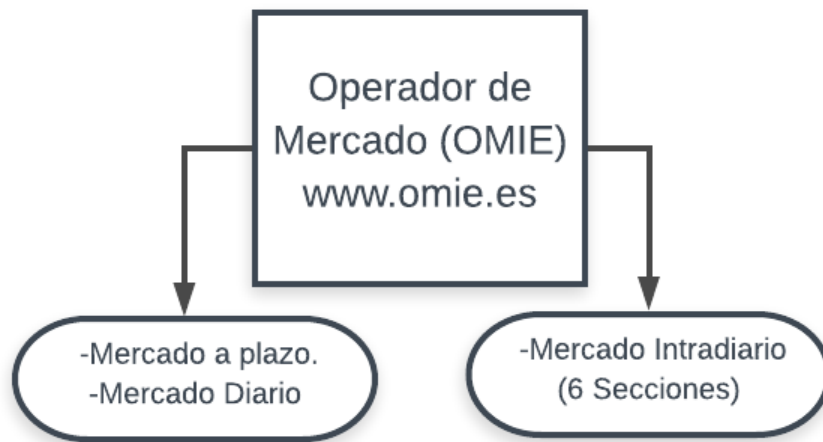 Operador de
Mercado (OMIE)
www.omie.es
-Mercado a plazo.
-Mercado Diario
-Mercado Intradiario
(6 Secciones)